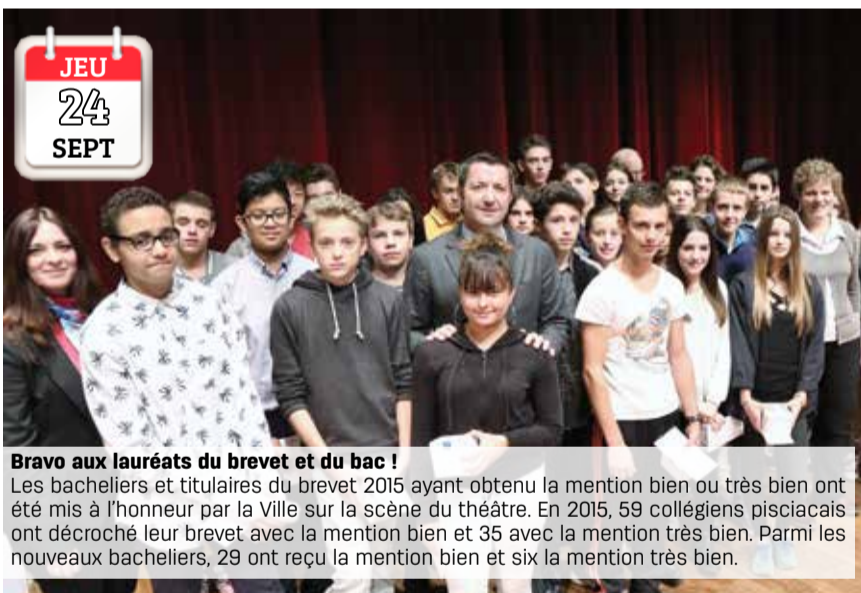 JEU
24
SEPT
Bravo aux lauréats du brevet et du bac !
Les bacheliers et titulaires du brevet 2015 ayant obtenu la mention bien ou très bien ont
été mis à l'honneur par la Ville sur la scène du théâtre. En 2015, 59 collégiens pisciacais
ont décroché leur brevet avec la mention bien et 35 avec la mention très bien. Parmi les
nouveaux bacheliers, 29 ont reçu la mention bien et six la mention très bien.